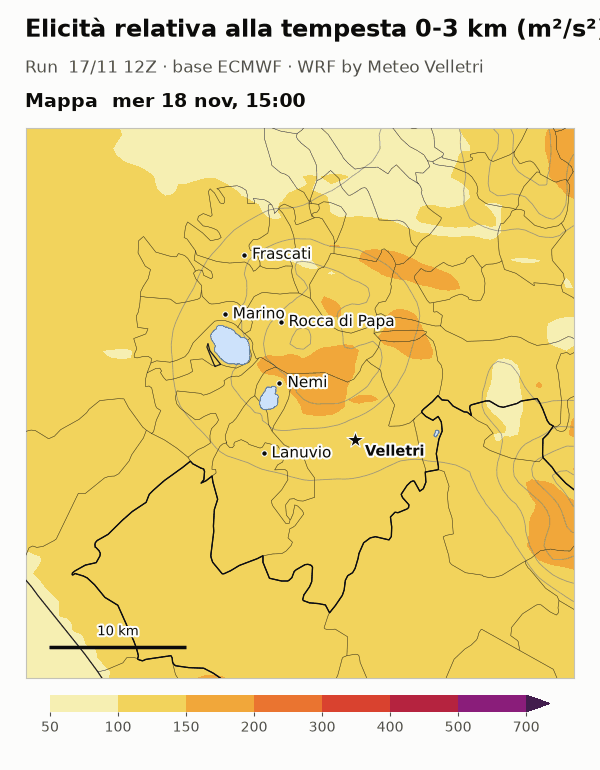 Elicità relativa alla tempesta 0-3 km (m²/s²)
Run 17/11 12Z · base ECMWF · WRF by Meteo Velletri
Mappa mer 18 nov, 15:00
Frascati
Marino
Rocca di Papa
Nemi
Velletri
Lanuvio
10 km
50 100 150 200 300 400 500 700